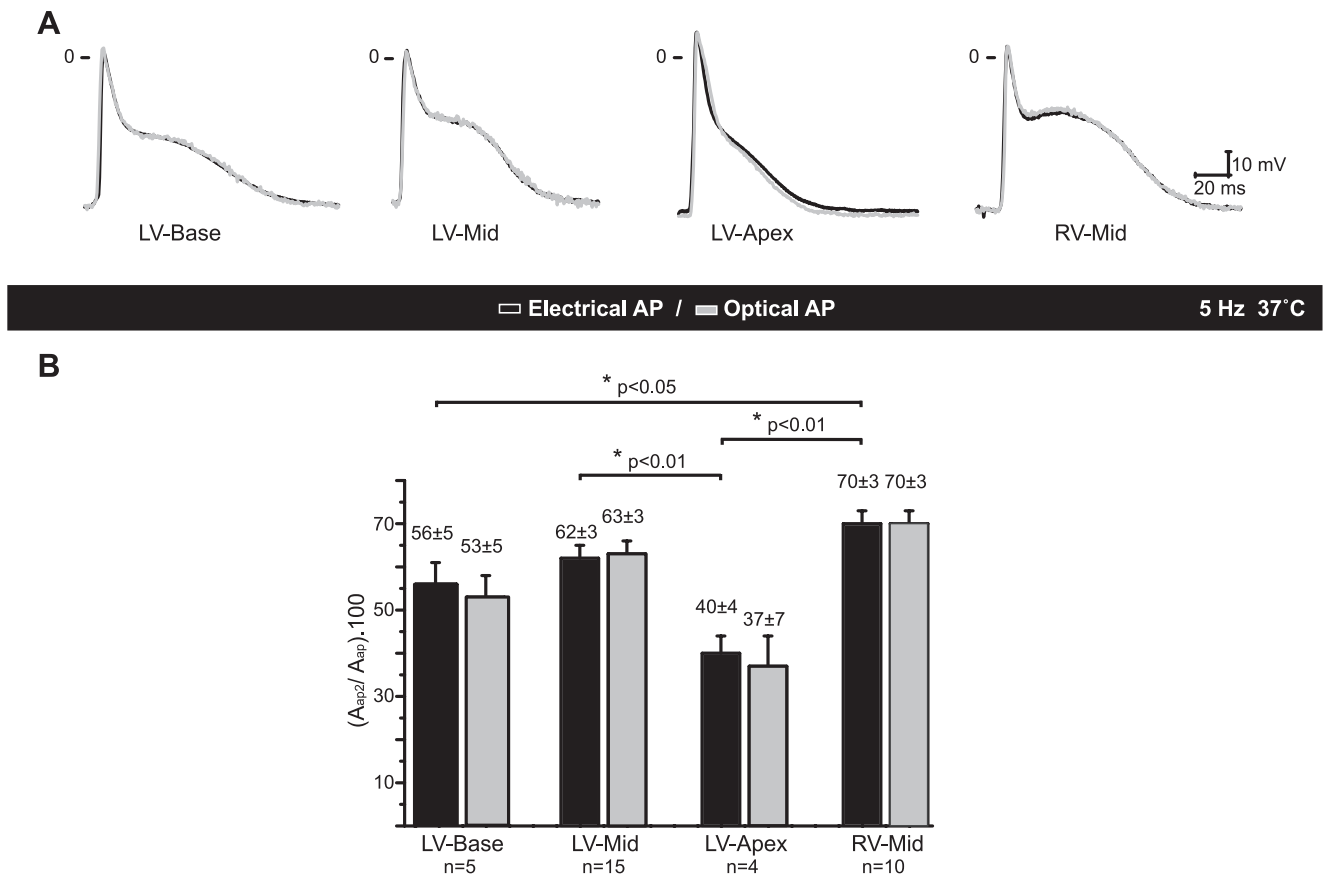 A
0
0
0
0
10 mV
20 ms
LV-Base
LV-Mid
LV-Apex
RV-Mid
Electrical AP / Optical AP
5 Hz 37˚C
B
* p<0.05
* p<0.01
* p<0.01
70±3 70±3
56±5
53±5
62±3
63±3
40±4
37±7
70
50
30
10
(Aap2/ Aap).100
LV-Base
LV-Mid
LV-Apex
RV-Mid
n=5
n=15
n=4
n=10